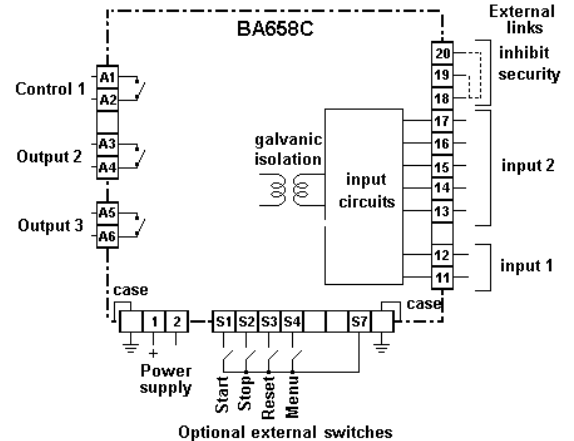 BA658C
External
links
inhibit
security
20
19
18
17
16
15
14
13
12
11
input 2
input 1
Control 1
A1
A2
Output 2
A3
A4
Output 3
A5
A6
galvanic
isolation
input
circuits
case
case
1
2
S1
S2
S3
S4
S7
+
Power
supply
Start
Stop
Reset
Menu
Optional external switches